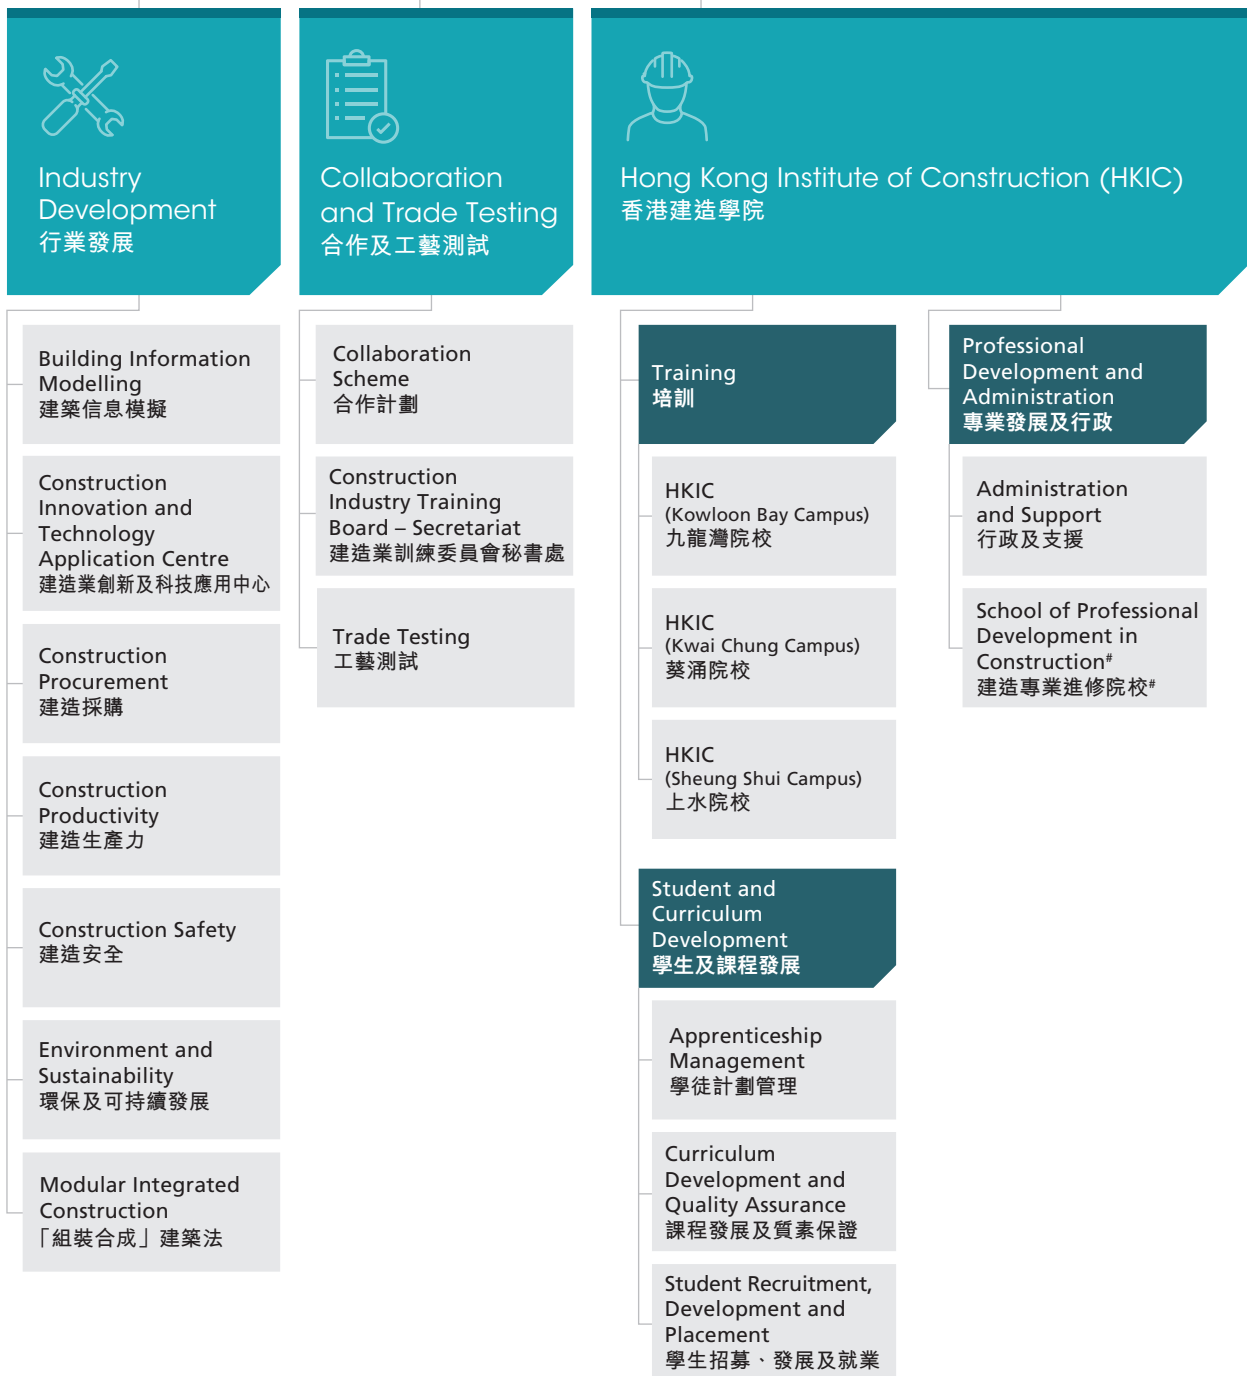 Industry
Development
行業發展
Collaboration
and Trade Testing
合作及工藝測試
Hong Kong Institute of Construction (HKIC)
香港建造學院
Building Information
Modelling
建築信息模擬
Construction
Innovation and
Technology
Application Centre
建造業創新及科技應用中心
Construction
Procurement
建造採購
Construction
Productivity
建造生產力
Construction Safety
建造安全
Environment and
Sustainability
環保及可持續發展
Modular Integrated
Construction
「組裝合成」建築法
Collaboration
Scheme
合作計劃
Construction
Industry Training
Board – Secretariat
建造業訓練委員會秘書處
Trade Testing
工藝測試
Training
培訓
HKIC
(Kowloon Bay Campus)
九龍灣院校
HKIC
(Kwai Chung Campus)
葵涌院校
HKIC
(Sheung Shui Campus)
上水院校
Student and
Curriculum
Development
學生及課程發展
Apprenticeship
Management
學徒計劃管理
Curriculum
Development and
Quality Assurance
課程發展及質素保證
Student Recruitment,
Development and
Placement
學生招募、發展及就業
Professional
Development and
Administration
專業發展及行政
Administration
and Support
行政及支援
School of Professional
Development in
Construction#
建造專業進修院校#